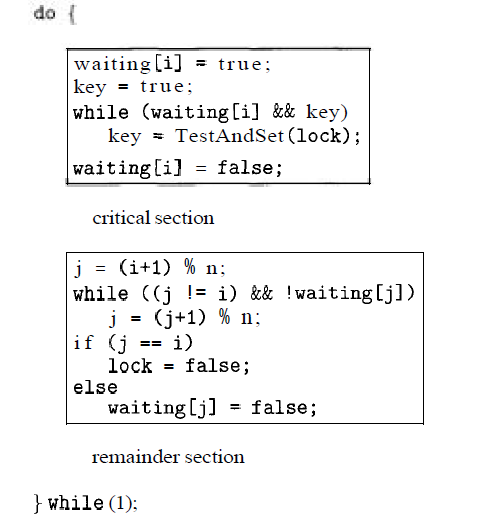 do {
waiting[i] = true;
key = true;
while (waiting[i] && key)
key = TestAndSet(lock);
waiting[i] = false;
critical section
j = (i+1) % n;
while ((j != i) && !waiting[j])
j = (j+1) % n;
if (j == i)
lock = false;
else
waiting[j] = false;
remainder section
} while (1);